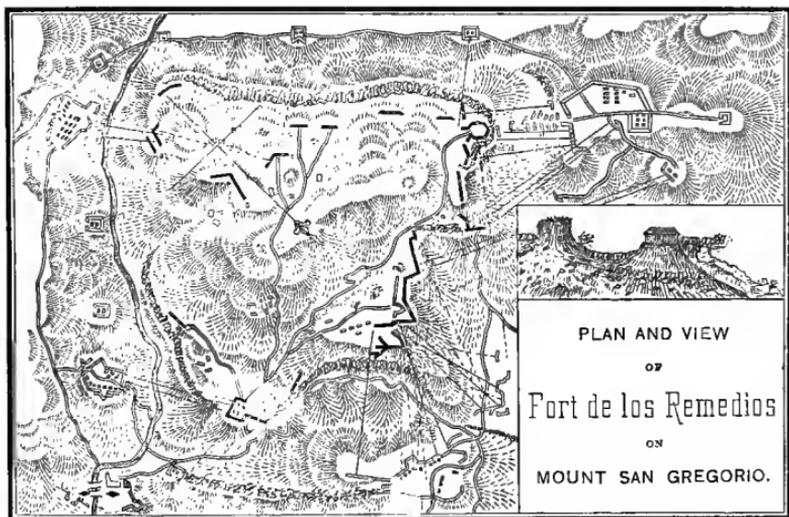 PLAN AND VIEW
OF
Fort de los Remedios
ON
MOUNT SAN GREGORIO.